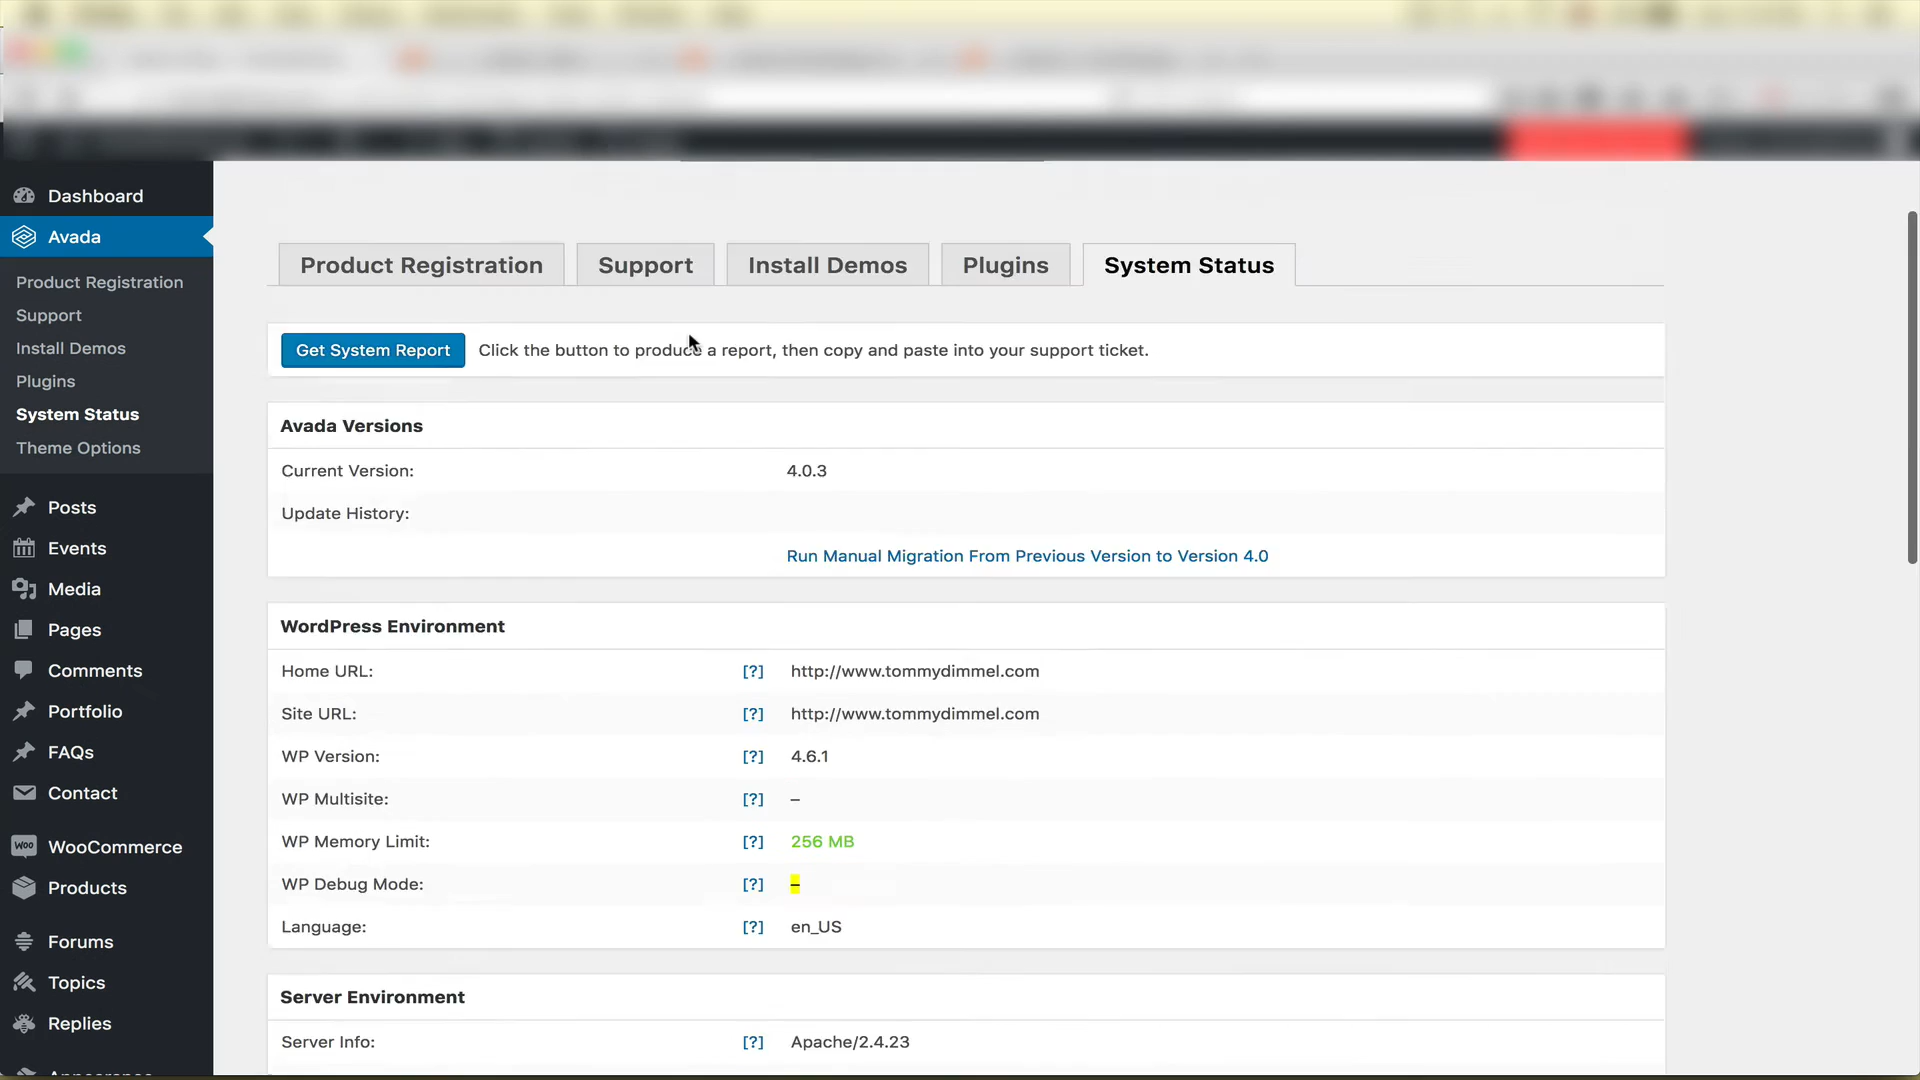 Dashboard
Avada
Product Registration
Support
Install Demos
Plugins
System Status
Theme Options
Posts
Events
Media
Pages
Comments
Portfolio
FAQs
Contact
WooCommerce
Products
Forums
Topics
Replies
Product Registration Support Install Demos Plugins System Status
Get System Report Click the button to produce a report, then copy and paste into your support ticket.
Avada Versions
Current Version: 4.0.3
Update History:
Run Manual Migration From Previous Version to Version 4.0
WordPress Environment
Home URL: [?] http://www.tommydimmel.com
Site URL: [?] http://www.tommydimmel.com
WP Version: [?] 4.6.1
WP Multisite: [?] –
WP Memory Limit: [?] 256 MB
WP Debug Mode: [?] –
Language: [?] en_US
Server Environment
Server Info: [?] Apache/2.4.23